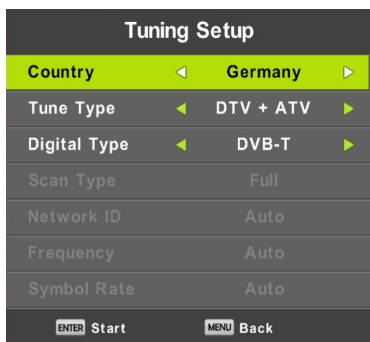 Tuning Setup
Country Germany
Tune Type DTV + ATV
Digital Type DVB-T
Scan Type Full
Network ID Auto
Frequency Auto
Symbol Rate Auto
ENTER Start MENU Back